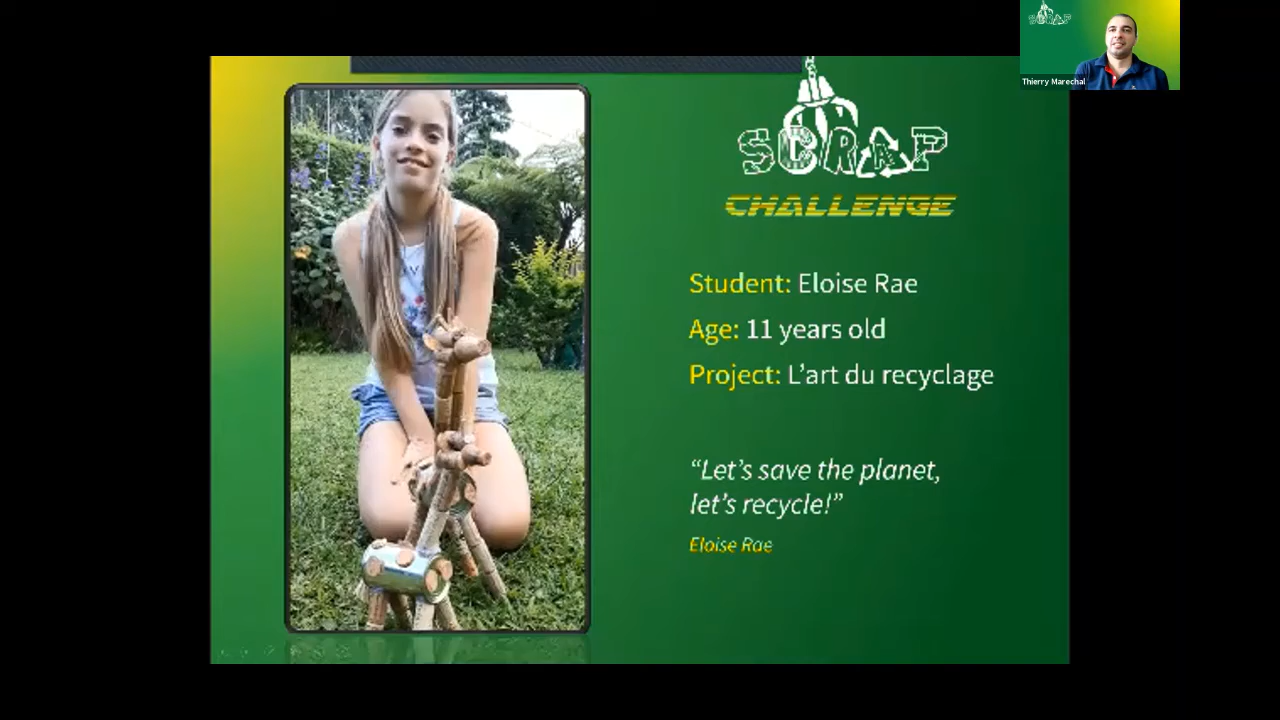 SCRAP
Thierry Marechal
SCRAP
CHALLENGE
Student: Eloise Rae
Age: 11 years old
Project: L’art du recyclage
“Let’s save the planet,
let’s recycle!”
Eloise Rae